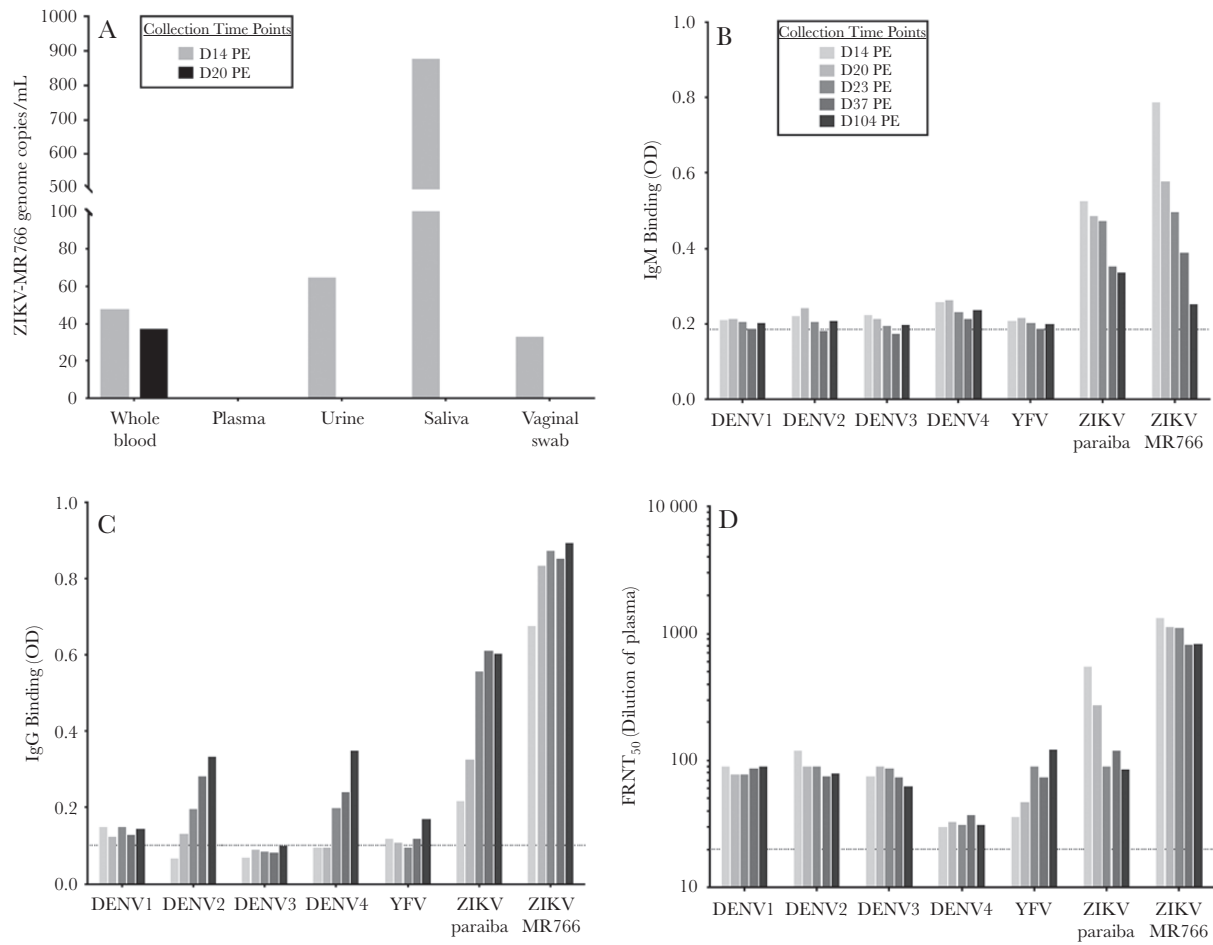 A
Collection Time Points
D14 PE
D20 PE
ZIKV-MR766 genome copies/mL
1000
900
800
700
600
500
100
80
60
40
20
0
Whole
blood
Plasma
Urine
Saliva
Vaginal
swab
B
Collection Time Points
D14 PE
D20 PE
D23 PE
D37 PE
D104 PE
IgM Binding (OD)
1.0
0.8
0.6
0.4
0.2
0.0
DENV1
DENV2
DENV3
DENV4
YFV
ZIKV
paraiba
ZIKV
MR766
C
IgG Binding (OD)
1.0
0.8
0.6
0.4
0.2
0.0
DENV1
DENV2
DENV3
DENV4
YFV
ZIKV
paraiba
ZIKV
MR766
D
FRNT50 (Dilution of plasma)
10 000
1000
100
10
DENV1
DENV2
DENV3
DENV4
YFV
ZIKV
paraiba
ZIKV
MR766